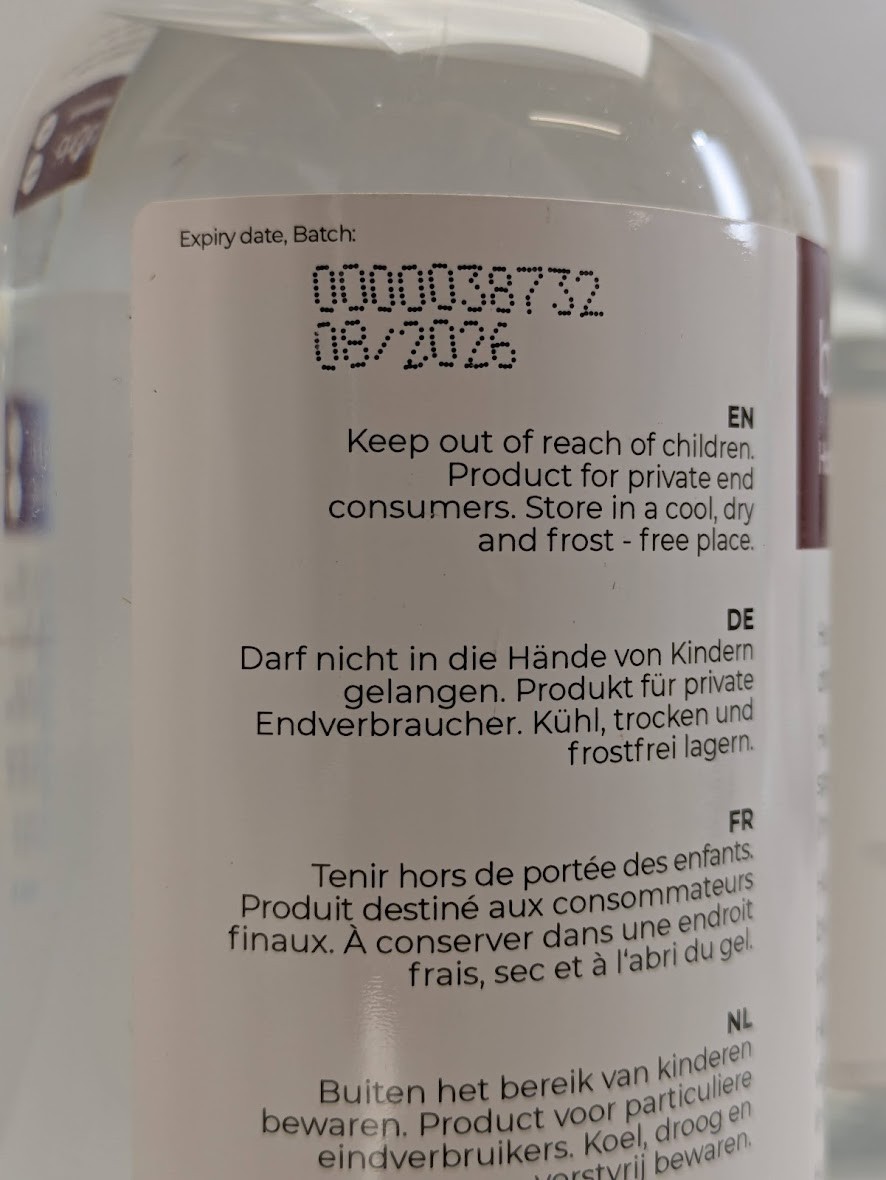 Expiry date, Batch:
0000038732
08/2026
EN
Keep out of reach of children.
Product for private end
consumers. Store in a cool, dry
and frost - free place.
DE
Darf nicht in die Hände von Kindern
gelangen. Produkt für private
Endverbraucher. Kühl, trocken und
frostfrei lagern.
FR
Tenir hors de portée des enfants.
Produit destiné aux consommateurs
finaux. À conserver dans une endroit
frais, sec et à l'abri du gel.
NL
Buiten het bereik van kinderen
bewaren. Product voor particuliere
eindverbruikers. Koel, droog en
vorstvrij bewaren.